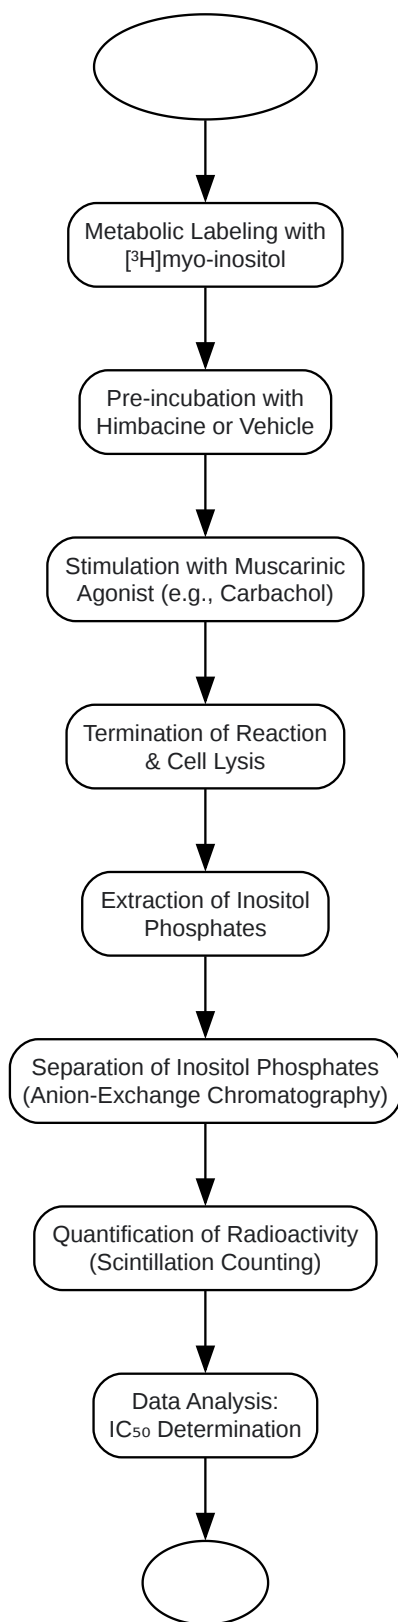 Metabolic Labeling with
[³H]myo-inositol
Pre-incubation with
Himbacine or Vehicle
Stimulation with Muscarinic
Agonist (e.g., Carbachol)
Termination of Reaction
& Cell Lysis
Extraction of Inositol
Phosphates
Separation of Inositol Phosphates
(Anion-Exchange Chromatography)
Quantification of Radioactivity
(Scintillation Counting)
Data Analysis:
IC₅₀ Determination